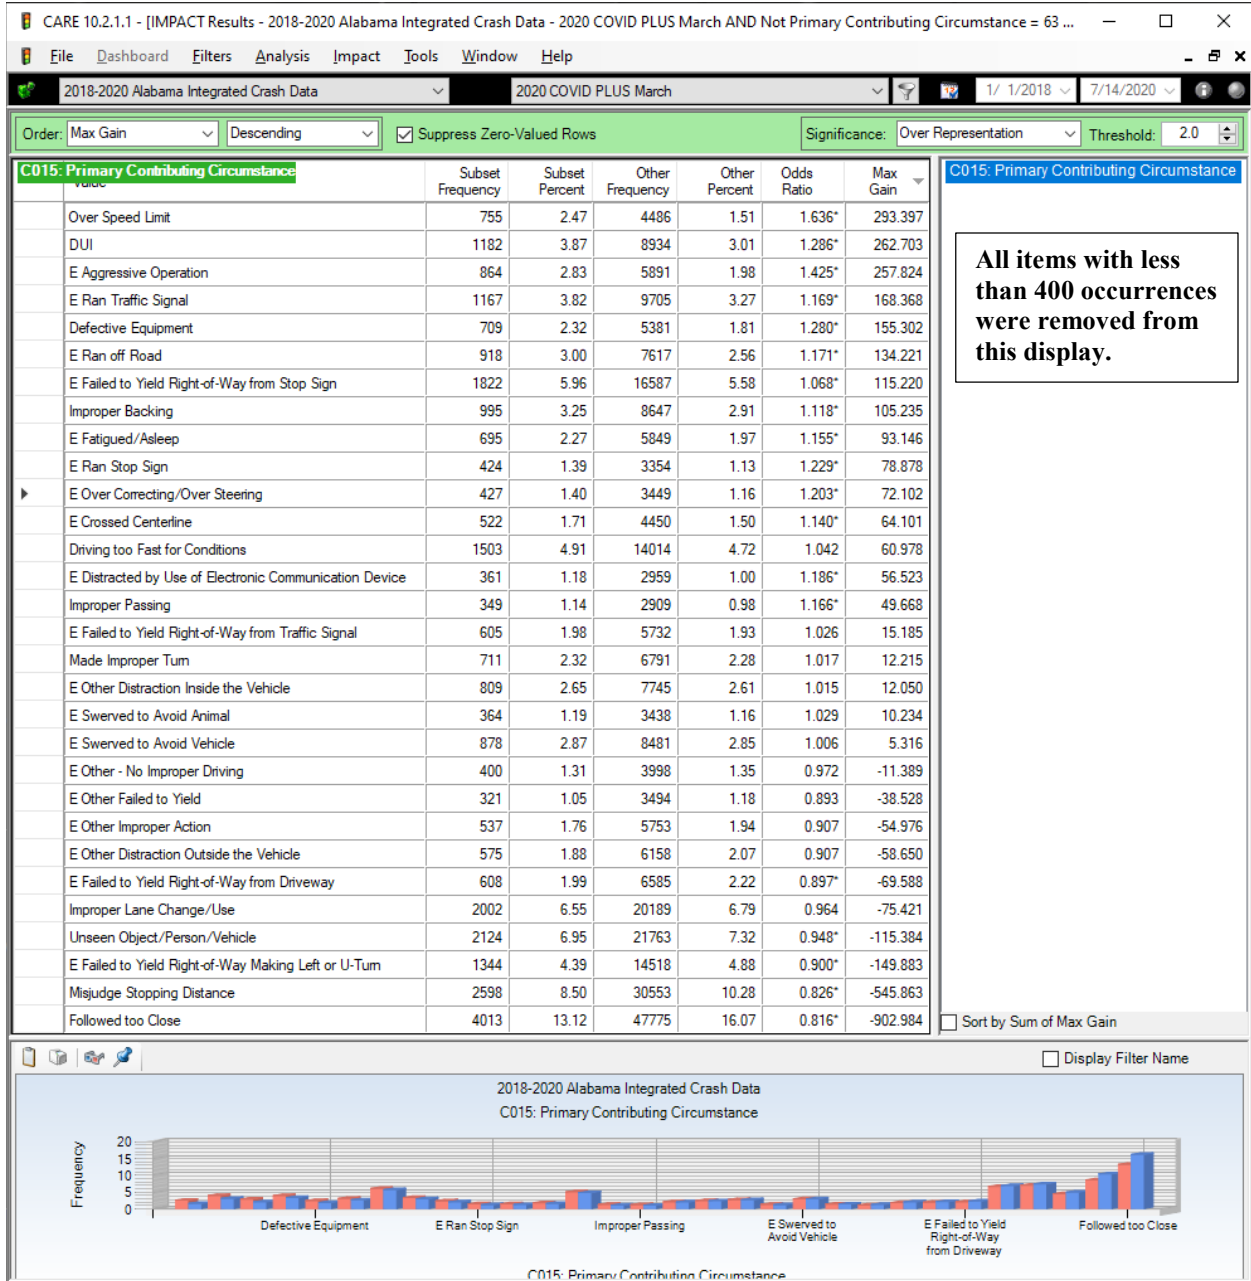 CARE 10.2.1.1 - [IMPACT Results - 2018-2020 Alabama Integrated Crash Data - 2020 COVID PLUS March AND Not Primary Contributing Circumstance = 63 ...
File Dashboard Filters Analysis Impact Tools Window Help
2018-2020 Alabama Integrated Crash Data 2020 COVID PLUS March 1/ 1/2018 7/14/2020
Order: Max Gain Descending Suppress Zero-Valued Rows Significance: Over Representation Threshold: 2.0
C015: Primary Contributing Circumstance Subset Frequency Subset Percent Other Frequency Other Percent Odds Ratio Max Gain
Over Speed Limit 755 2.47 4486 1.51 1.636* 293.397
DUI 1182 3.87 8934 3.01 1.286* 262.703
E Aggressive Operation 864 2.83 5891 1.98 1.425* 257.824
E Ran Traffic Signal 1167 3.82 9705 3.27 1.169* 168.368
Defective Equipment 709 2.32 5381 1.81 1.280* 155.302
E Ran off Road 918 3.00 7617 2.56 1.171* 134.221
E Failed to Yield Right-of-Way from Stop Sign 1822 5.96 16587 5.58 1.068* 115.220
Improper Backing 995 3.25 8647 2.91 1.118* 105.235
E Fatigued/Asleep 695 2.27 5849 1.97 1.155* 93.146
E Ran Stop Sign 424 1.39 3354 1.13 1.229* 78.878
E Over Correcting/Over Steering 427 1.40 3449 1.16 1.203* 72.102
E Crossed Centerline 522 1.71 4450 1.50 1.140* 64.101
Driving too Fast for Conditions 1503 4.91 14014 4.72 1.042 60.978
E Distracted by Use of Electronic Communication Device 361 1.18 2959 1.00 1.186* 56.523
Improper Passing 349 1.14 2909 0.98 1.166* 49.668
E Failed to Yield Right-of-Way from Traffic Signal 605 1.98 5732 1.93 1.026 15.185
Made Improper Turn 711 2.32 6791 2.28 1.017 12.215
E Other Distraction Inside the Vehicle 809 2.65 7745 2.61 1.015 12.050
E Swerved to Avoid Animal 364 1.19 3438 1.16 1.029 10.234
E Swerved to Avoid Vehicle 878 2.87 8481 2.85 1.006 5.316
E Other - No Improper Driving 400 1.31 3998 1.35 0.972 -11.389
E Other Failed to Yield 321 1.05 3494 1.18 0.893 -38.528
E Other Improper Action 537 1.76 5753 1.94 0.907 -54.976
E Other Distraction Outside the Vehicle 575 1.88 6158 2.07 0.907 -58.650
E Failed to Yield Right-of-Way from Driveway 608 1.99 6585 2.22 0.897* -69.588
Improper Lane Change/Use 2002 6.55 20189 6.79 0.964 -75.421
Unseen Object/Person/Vehicle 2124 6.95 21763 7.32 0.948* -115.384
E Failed to Yield Right-of-Way Making Left or U-Turn 1344 4.39 14518 4.88 0.900* -149.883
Misjudge Stopping Distance 2598 8.50 30553 10.28 0.826* -545.863
Followed too Close 4013 13.12 47775 16.07 0.816* -902.984
C015: Primary Contributing Circumstance
All items with less
than 400 occurrences
were removed from
this display.
Sort by Sum of Max Gain
Display Filter Name
2018-2020 Alabama Integrated Crash Data
C015: Primary Contributing Circumstance
Frequency
20
15
10
5
0
Defective Equipment E Ran Stop Sign Improper Passing E Swerved to Avoid Vehicle E Failed to Yield Right-of-Way from Driveway Followed too Close
C015: Primary Contributing Circumstance